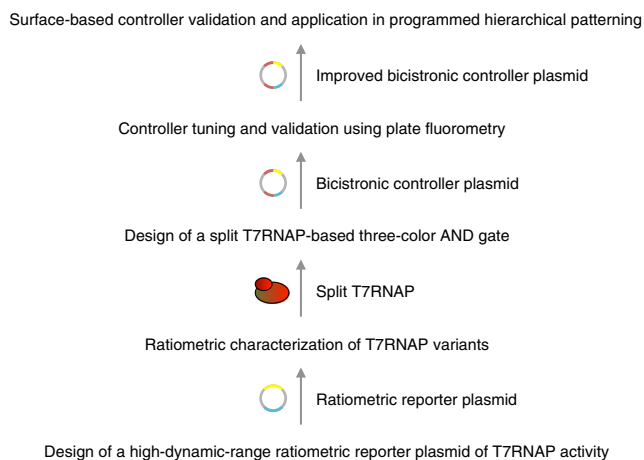 Surface-based controller validation and application in programmed hierarchical patterning
Improved bicistronic controller plasmid
Controller tuning and validation using plate fluorometry
Bicistronic controller plasmid
Design of a split T7RNAP-based three-color AND gate
Split T7RNAP
Ratiometric characterization of T7RNAP variants
Ratiometric reporter plasmid
Design of a high-dynamic-range ratiometric reporter plasmid of T7RNAP activity